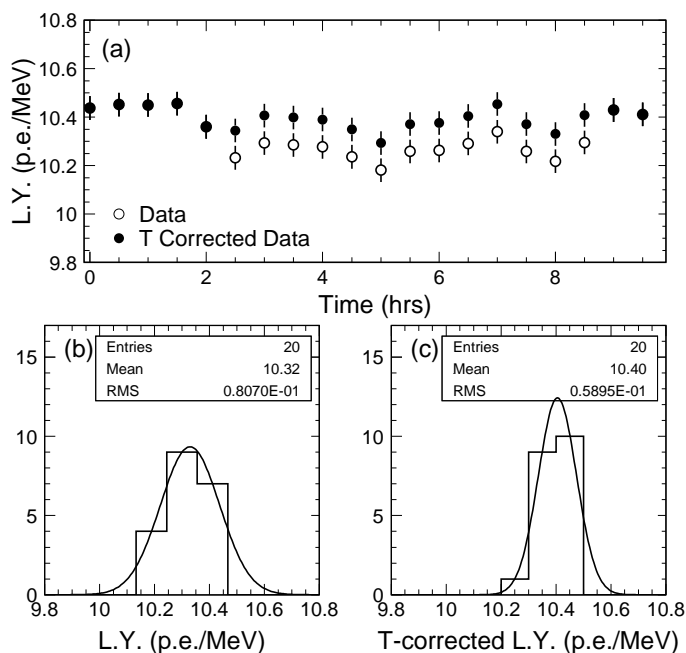 (a)
L.Y. (p.e./MeV)
10.8
10.6
10.4
10.2
10
9.8
Data
T Corrected Data
0 2 4 6 8
Time (hrs)
(b)
Entries 20
Mean 10.32
RMS 0.8070E-01
15
10
5
0
9.8 10 10.2 10.4 10.6 10.8
L.Y. (p.e./MeV)
(c)
Entries 20
Mean 10.40
RMS 0.5895E-01
15
10
5
0
9.8 10 10.2 10.4 10.6 10.8
T-corrected L.Y. (p.e./MeV)